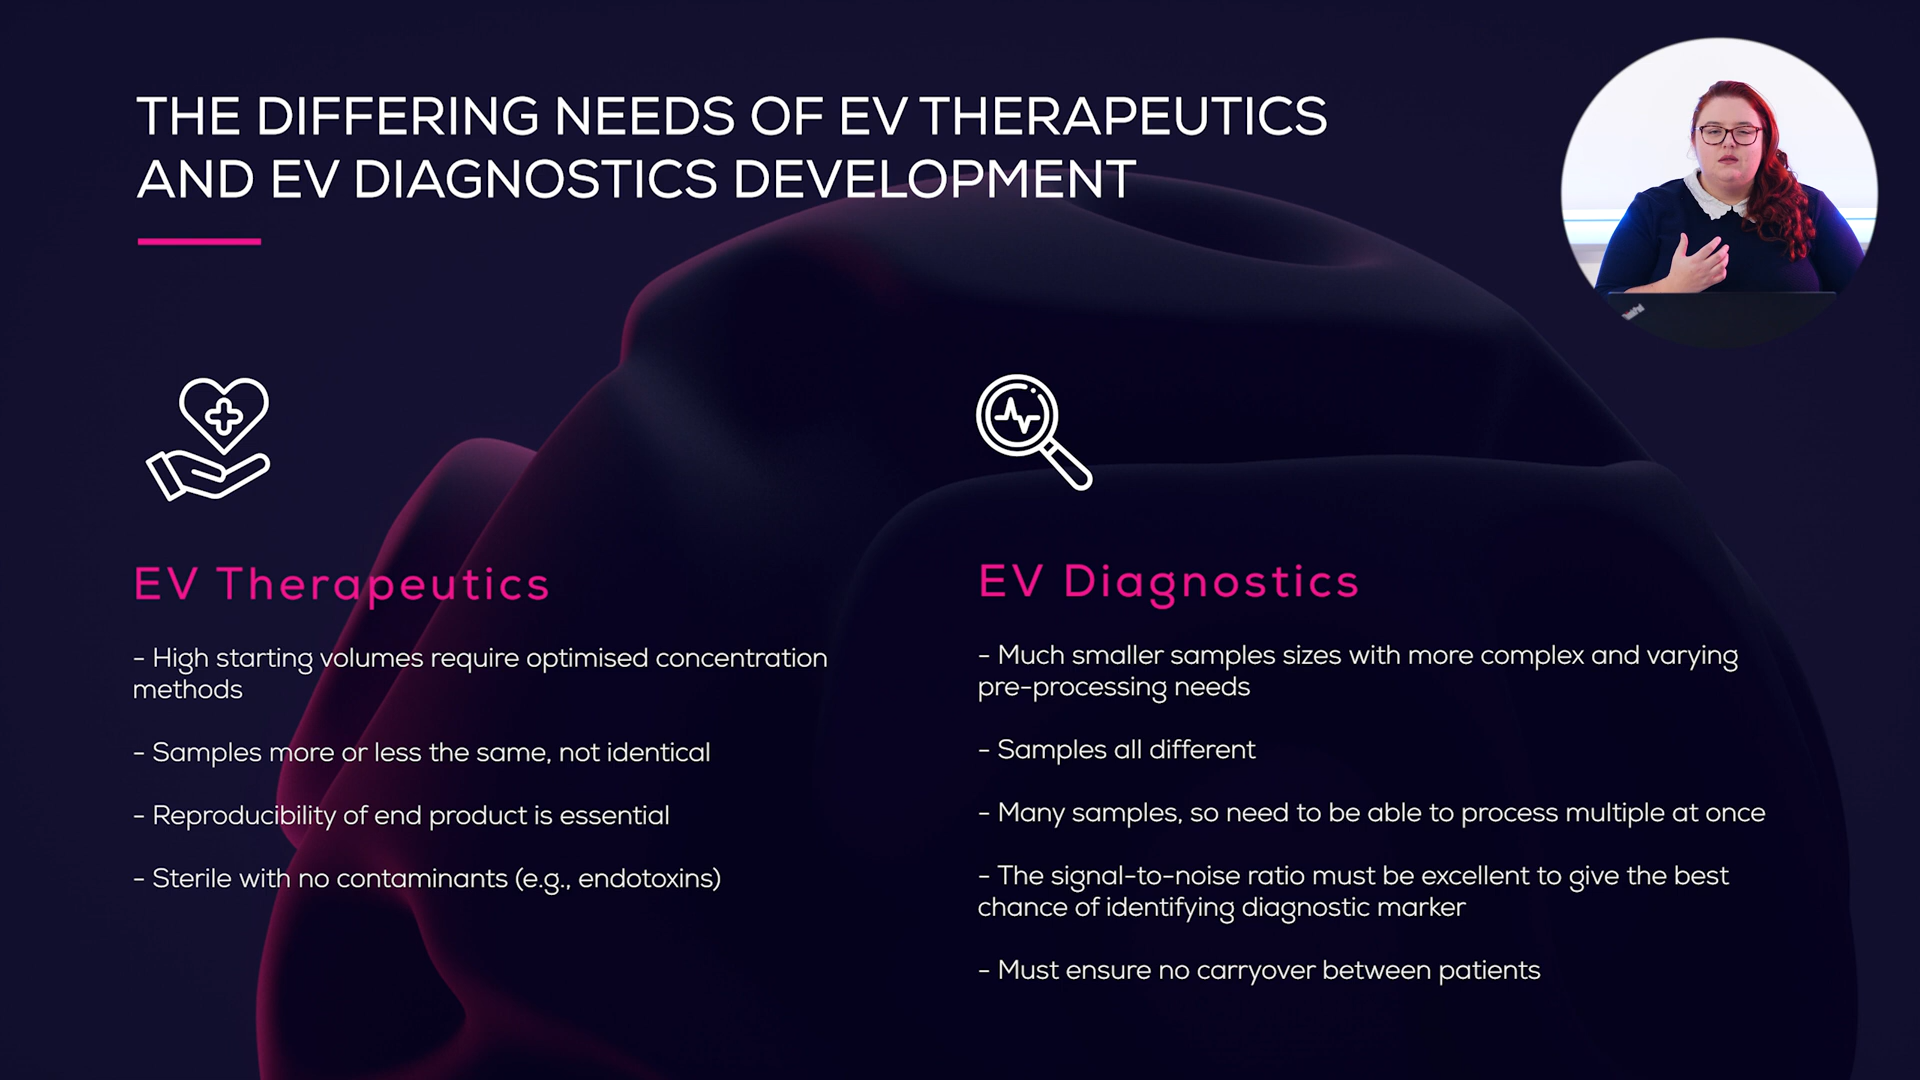 THE DIFFERING NEEDS OF EV THERAPEUTICS
AND EV DIAGNOSTICS DEVELOPMENT
EV Therapeutics
- High starting volumes require optimised concentration
methods
- Samples more or less the same, not identical
- Reproducibility of end product is essential
- Sterile with no contaminants (e.g., endotoxins)
EV Diagnostics
- Much smaller samples sizes with more complex and varying
pre-processing needs
- Samples all different
- Many samples, so need to be able to process multiple at once
- The signal-to-noise ratio must be excellent to give the best
chance of identifying diagnostic marker
- Must ensure no carryover between patients
ThinkPad